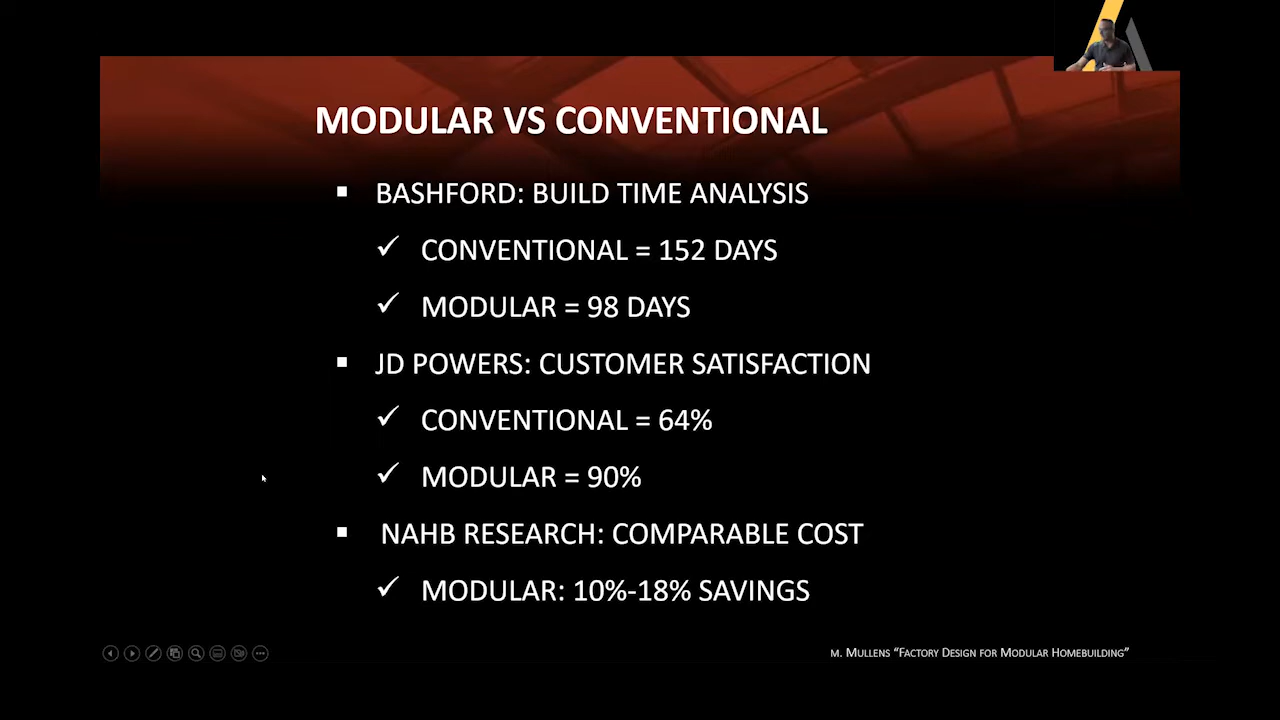 MODULAR VS CONVENTIONAL
BASHFORD: BUILD TIME ANALYSIS
CONVENTIONAL = 152 DAYS
MODULAR = 98 DAYS
JD POWERS: CUSTOMER SATISFACTION
CONVENTIONAL = 64%
MODULAR = 90%
NAHB RESEARCH: COMPARABLE COST
MODULAR: 10%-18% SAVINGS
M. MULLENS “FACTORY DESIGN FOR MODULAR HOMEBUILDING”